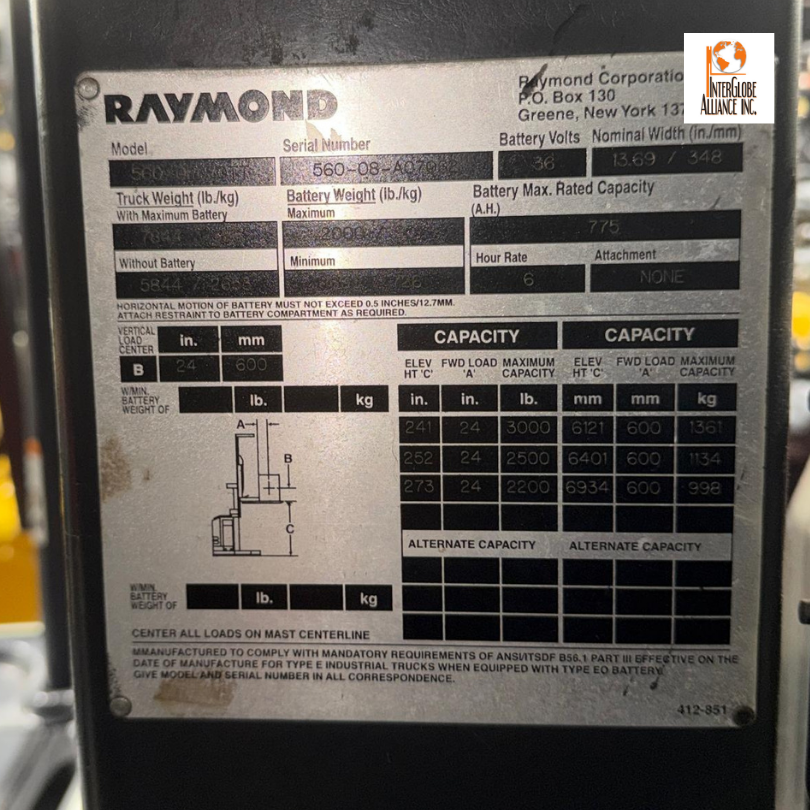 INTERGLOBE
ALLIANCE INC.
RAYMOND
Raymond Corporatio
P.O. Box 130
Greene, New York
Model
Serial Number
Battery Volts
Nominal Width (in./mm)
560
560-08-A07
36
13.69 / 348
Truck Weight (lb./kg)
Battery Weight (lb./kg)
Battery Max. Rated Capacity
With Maximum Battery
Maximum
(A.H.)
2000
775
Without Battery
Minimum
Hour Rate
Attachment
5844
6
NONE
HORIZONTAL MOTION OF BATTERY MUST NOT EXCEED 0.5 INCHES/12.7MM.
ATTACH RESTRAINT TO BATTERY COMPARTMENT AS REQUIRED.
VERTICAL
LOAD
CENTER
in. mm
B 24 600
W/MIN.
BATTERY
WEIGHT OF
lb. kg
CAPACITY CAPACITY
ELEV FWD LOAD MAXIMUM ELEV FWD LOAD MAXIMUM
HT 'C' 'A' CAPACITY HT 'C' 'A' CAPACITY
in. in. lb. mm mm kg
241 24 3000 6121 600 1361
252 24 2500 6401 600 1134
273 24 2200 6934 600 998
A
B
C
ALTERNATE CAPACITY ALTERNATE CAPACITY
W/MIN.
BATTERY
WEIGHT OF
lb. kg
CENTER ALL LOADS ON MAST CENTERLINE
MMANUFACTURED TO COMPLY WITH MANDATORY REQUIREMENTS OF ANSI/ITSDF B56.1 PART III EFFECTIVE ON THE
DATE OF MANUFACTURE FOR TYPE E INDUSTRIAL TRUCKS WHEN EQUIPPED WITH TYPE EO BATTERY.
GIVE MODEL AND SERIAL NUMBER IN ALL CORRESPONDENCE.
412-851